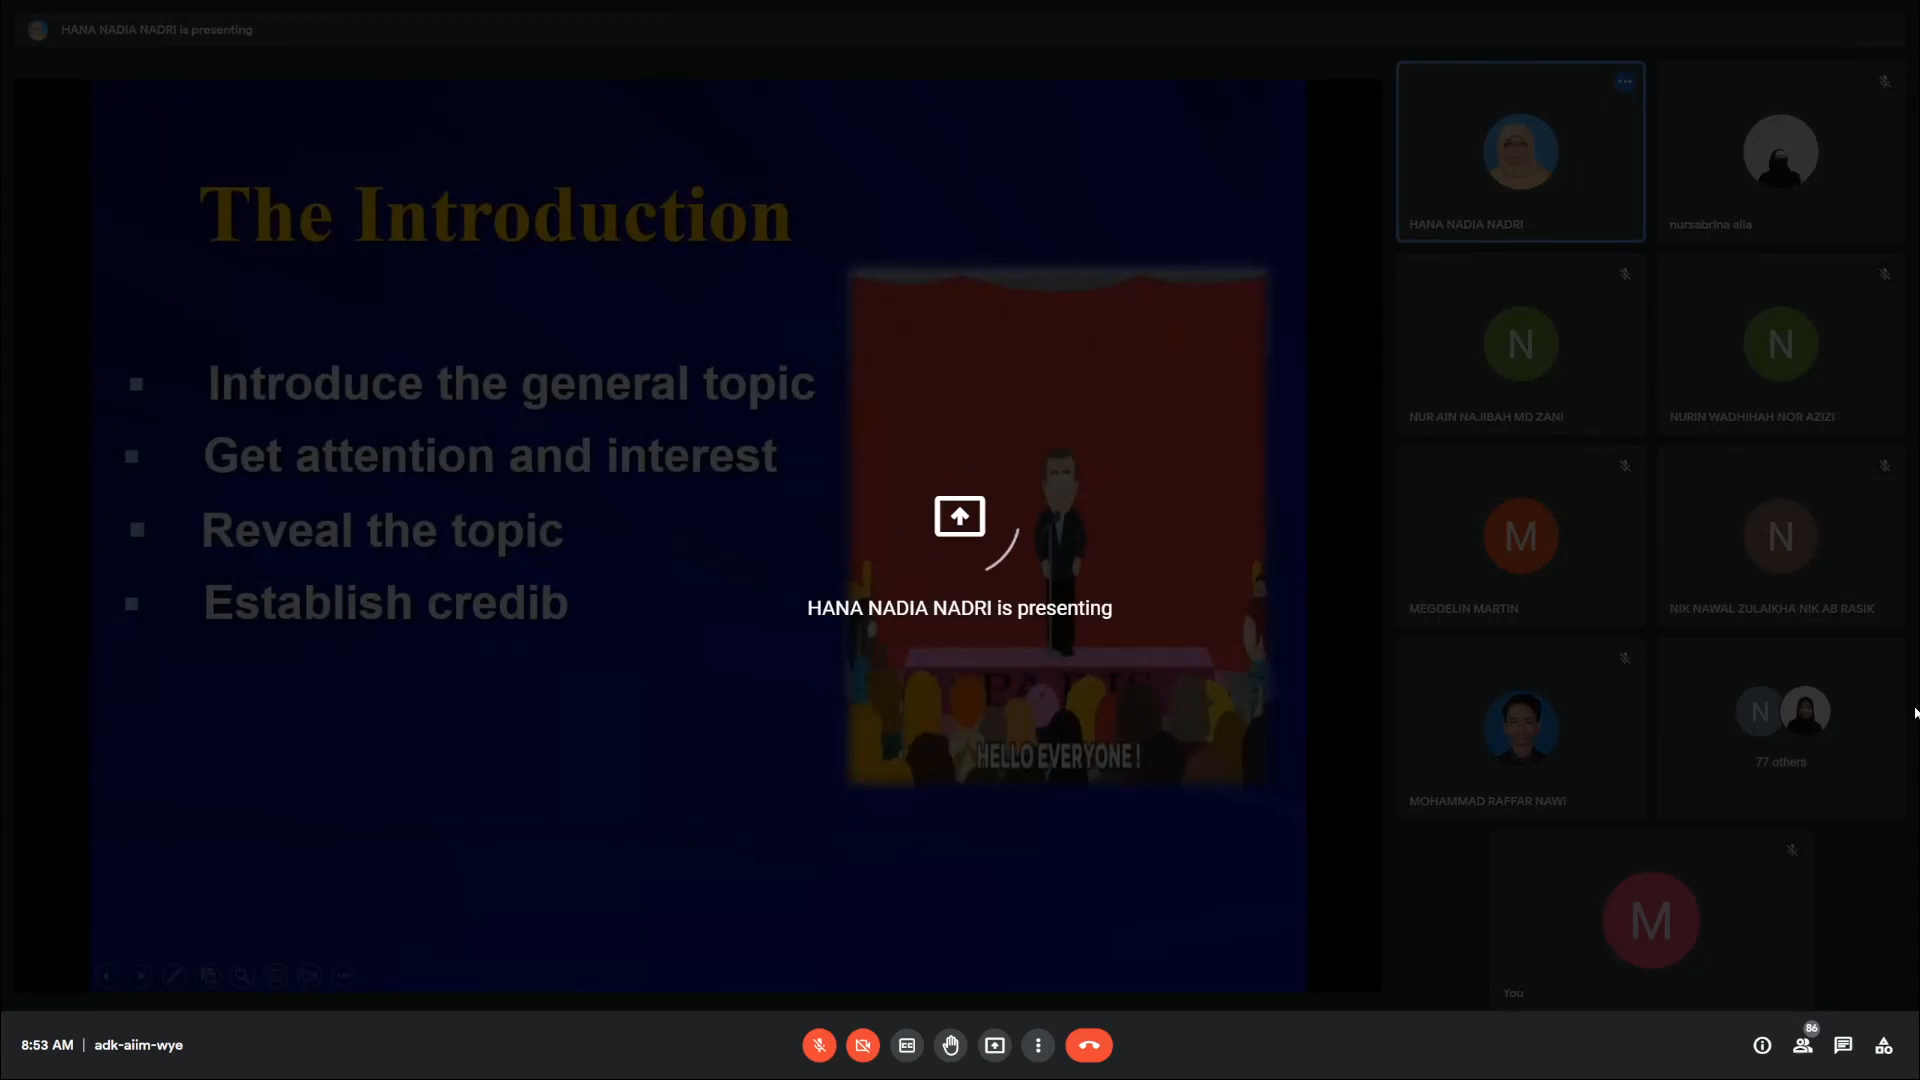 HANA NADIA NADRI is presenting
The Introduction
Introduce the general topic
Get attention and interest
Reveal the topic
Establish credib
HELLO EVERYONE!
HANA NADIA NADRI is presenting
HANA NADIA NADRI
nursabrina alia
N
N
NUR AIN NAJIBAH MD ZANI
NURIN WADHIHAH NOR AZIZI
M
N
MEGDELIN MARTIN
NIK NAWAL ZULAIKHA NIK AB RASIK
N
77 others
MOHAMMAD RAFFAR NAWI
M
You
8:53 AM | adk-aiim-wye
86